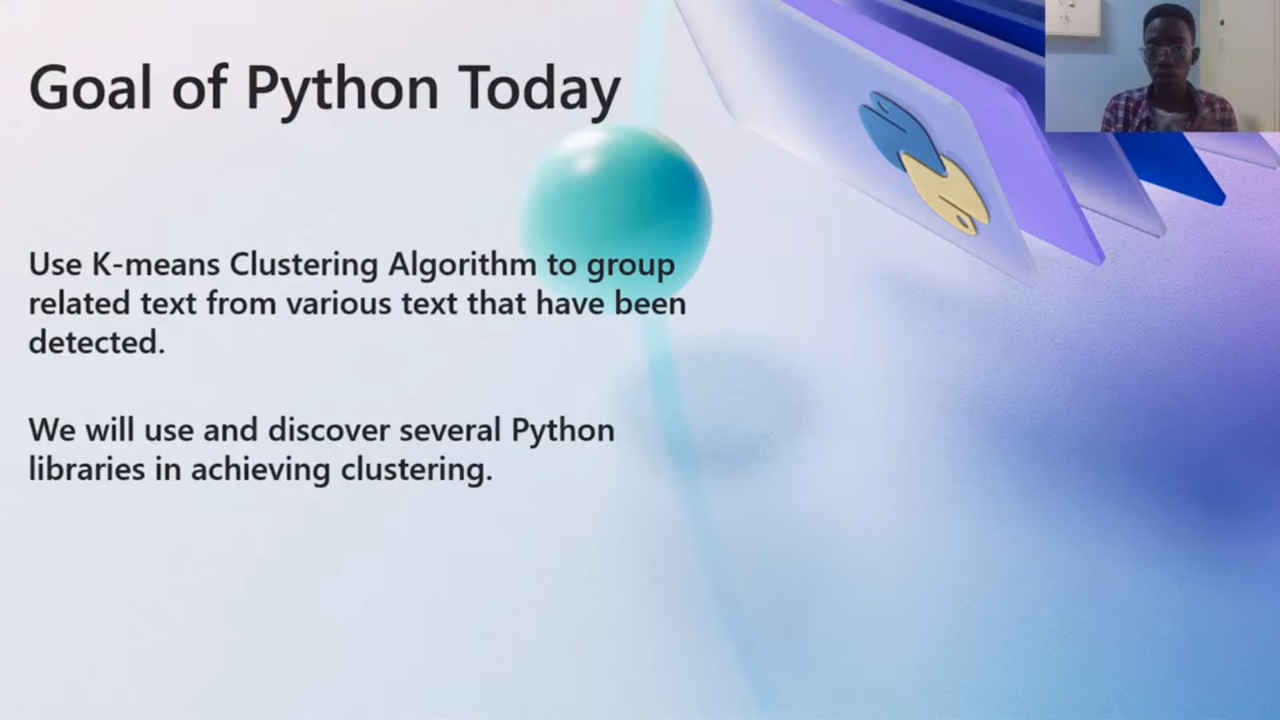 Goal of Python Today
Use K-means Clustering Algorithm to group
related text from various text that have been
detected.
We will use and discover several Python
libraries in achieving clustering.